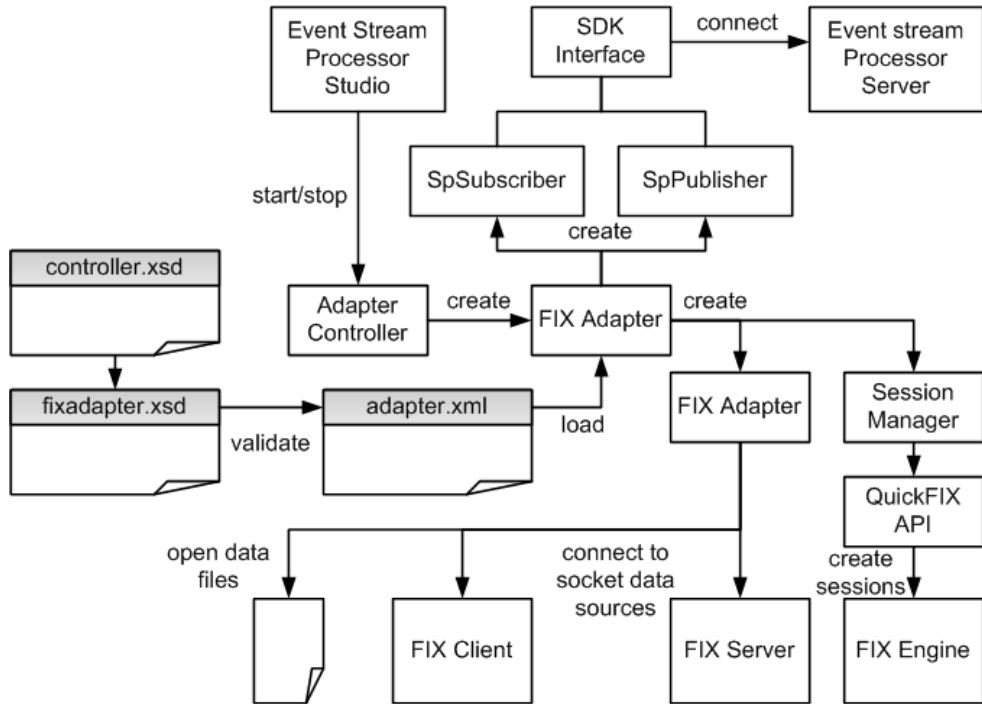 Event Stream
Processor
Studio
SDK
Interface
connect
Event stream
Processor
Server
SpSubscriber
SpPublisher
start/stop
create
controller.xsd
Adapter
Controller
create
FIX Adapter
create
fixadapter.xsd
validate
adapter.xml
load
FIX Adapter
Session
Manager
QuickFIX
API
open data
files
connect to
socket data
sources
create
sessions
FIX Client
FIX Server
FIX Engine